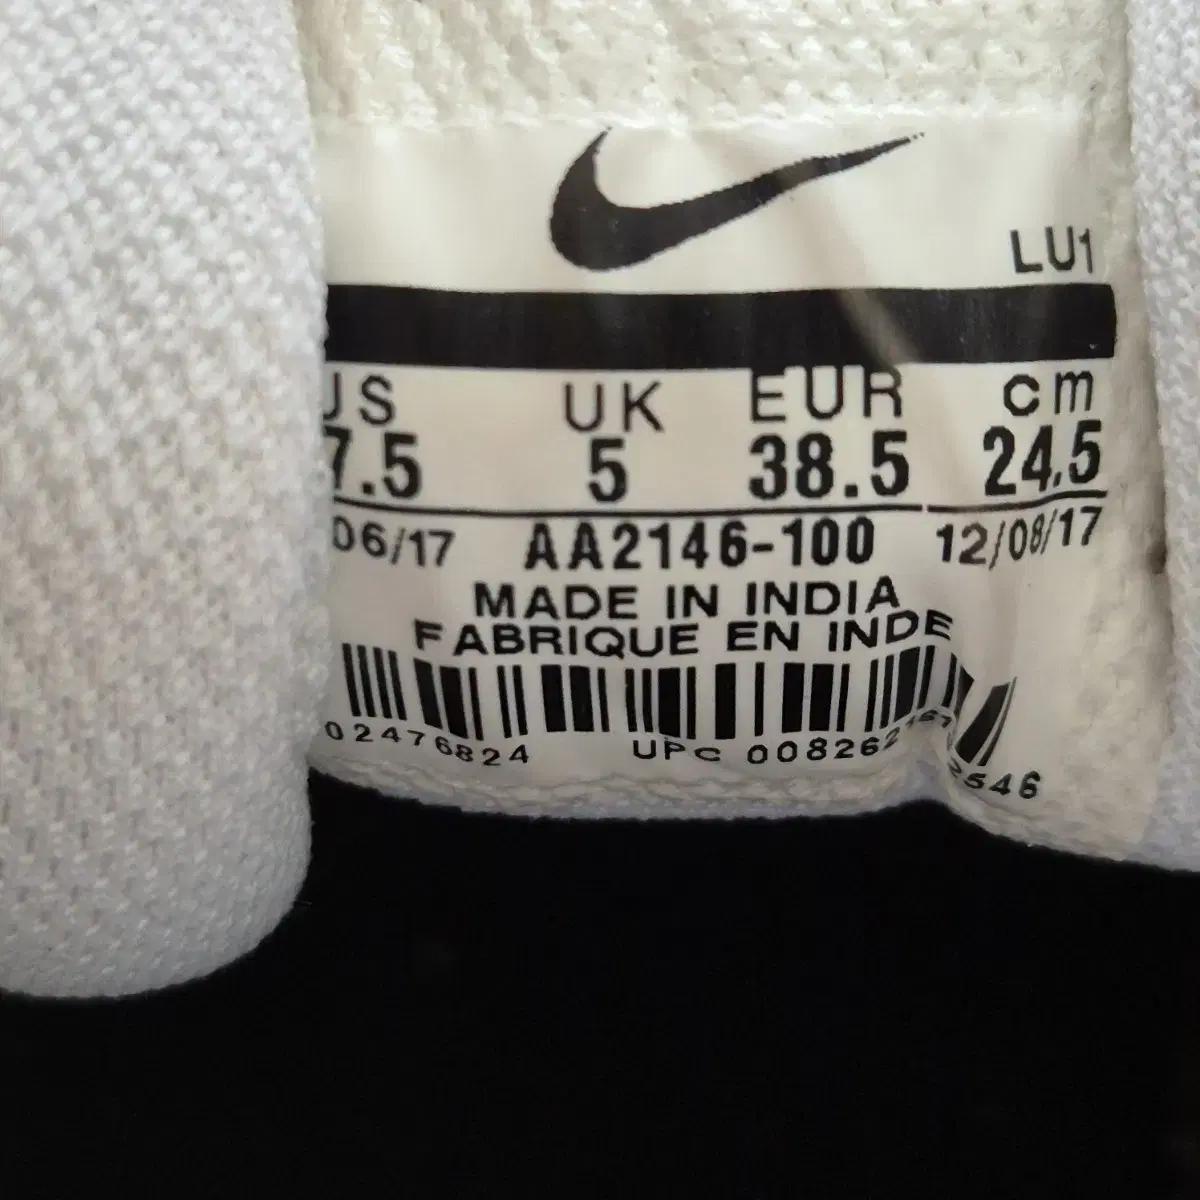 LU1
US UK EUR cm
7.5 5 38.5 24.5
06/17 AA2146-100 12/08/17
MADE IN INDIA
FABRIQUE EN INDE
02476824 UPC 008262
2546